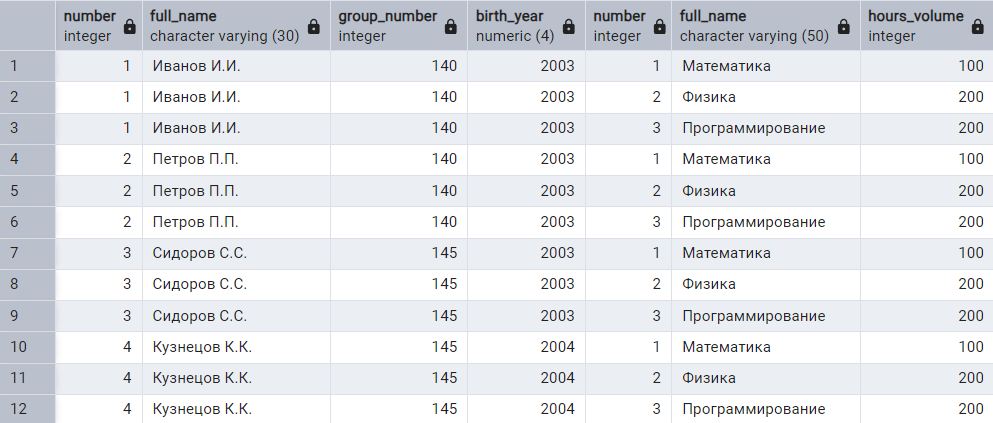 number full_name group_number birth_year number full_name hours_volume
integer character varying (30) integer numeric (4) integer character varying (50) integer
1 1 Иванов И.И. 140 2003 1 Математика 100
2 1 Иванов И.И. 140 2003 2 Физика 200
3 1 Иванов И.И. 140 2003 3 Программирование 200
4 2 Петров П.П. 140 2003 1 Математика 100
5 2 Петров П.П. 140 2003 2 Физика 200
6 2 Петров П.П. 140 2003 3 Программирование 200
7 3 Сидоров С.С. 145 2003 1 Математика 100
8 3 Сидоров С.С. 145 2003 2 Физика 200
9 3 Сидоров С.С. 145 2003 3 Программирование 200
10 4 Кузнецов К.К. 145 2004 1 Математика 100
11 4 Кузнецов К.К. 145 2004 2 Физика 200
12 4 Кузнецов К.К. 145 2004 3 Программирование 200